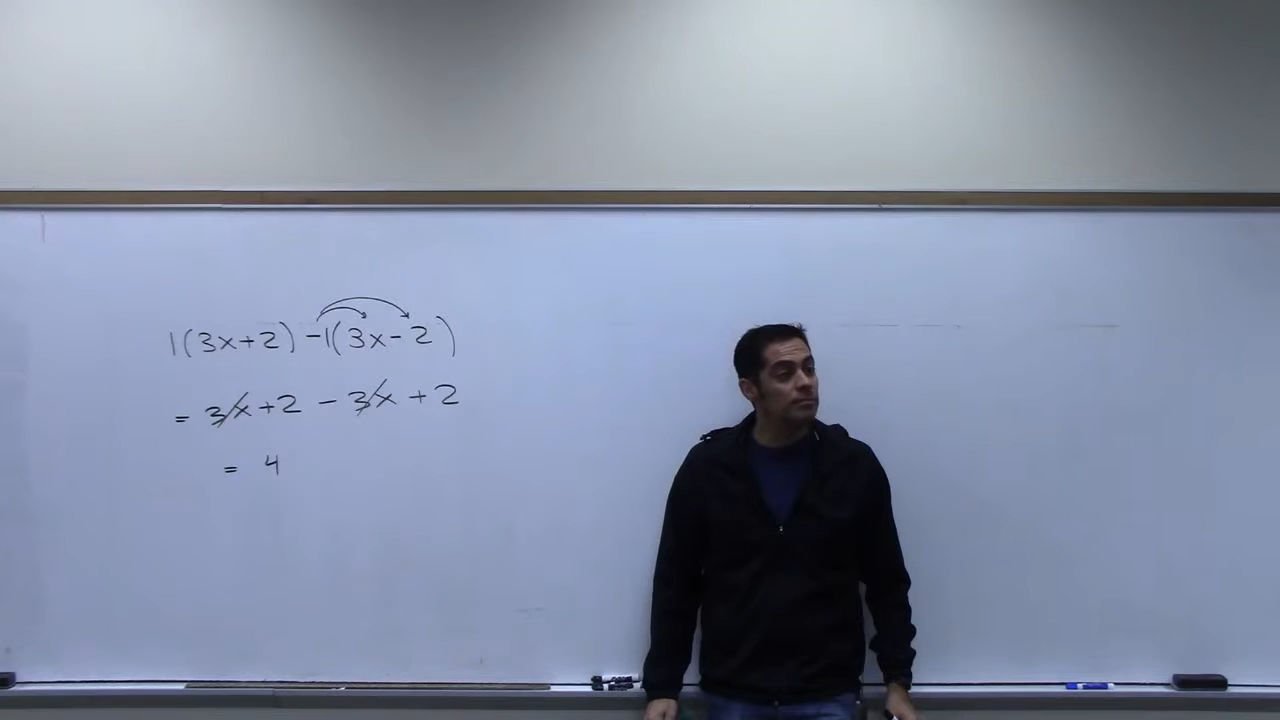 1(3x+2) -1(3x-2)
= 3x+2 - 3x + 2
= 4